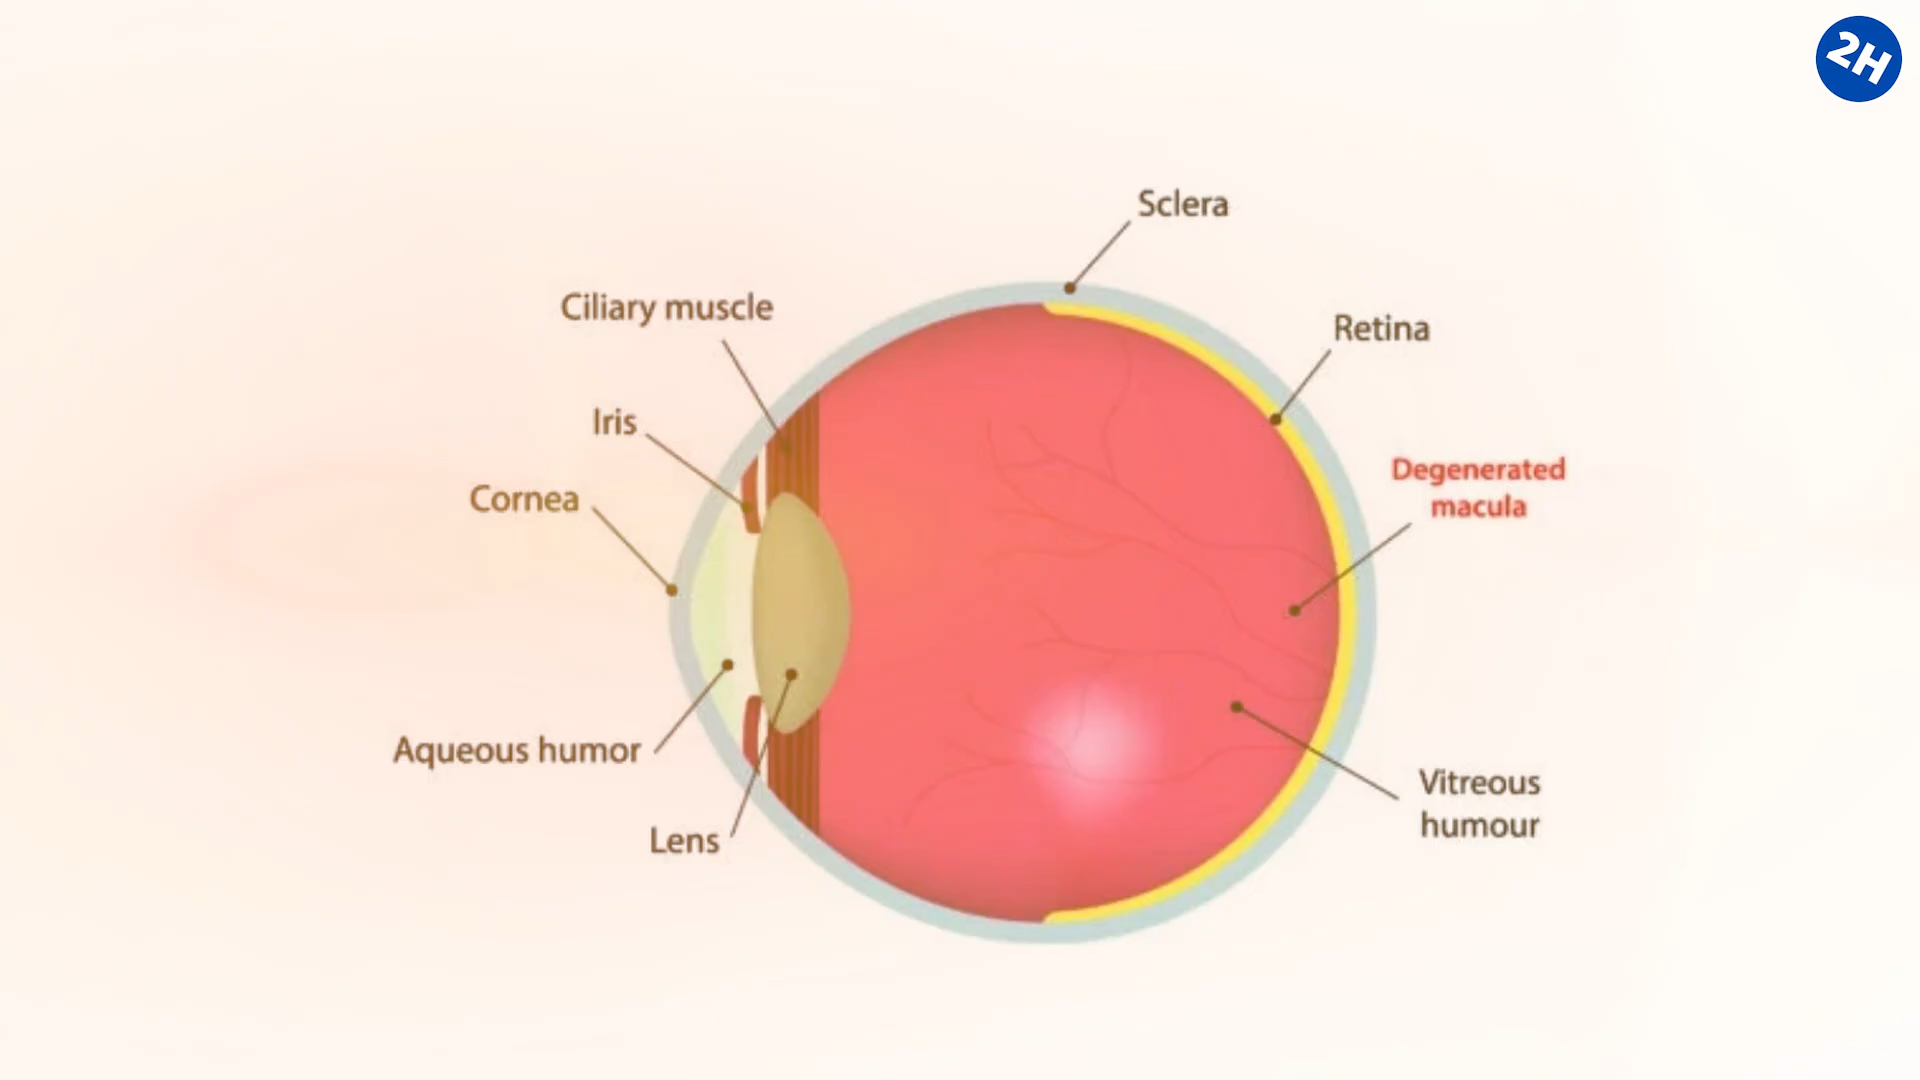 2H
Sclera
Ciliary muscle
Retina
Iris
Degenerated
macula
Cornea
Aqueous humor
Vitreous
humour
Lens